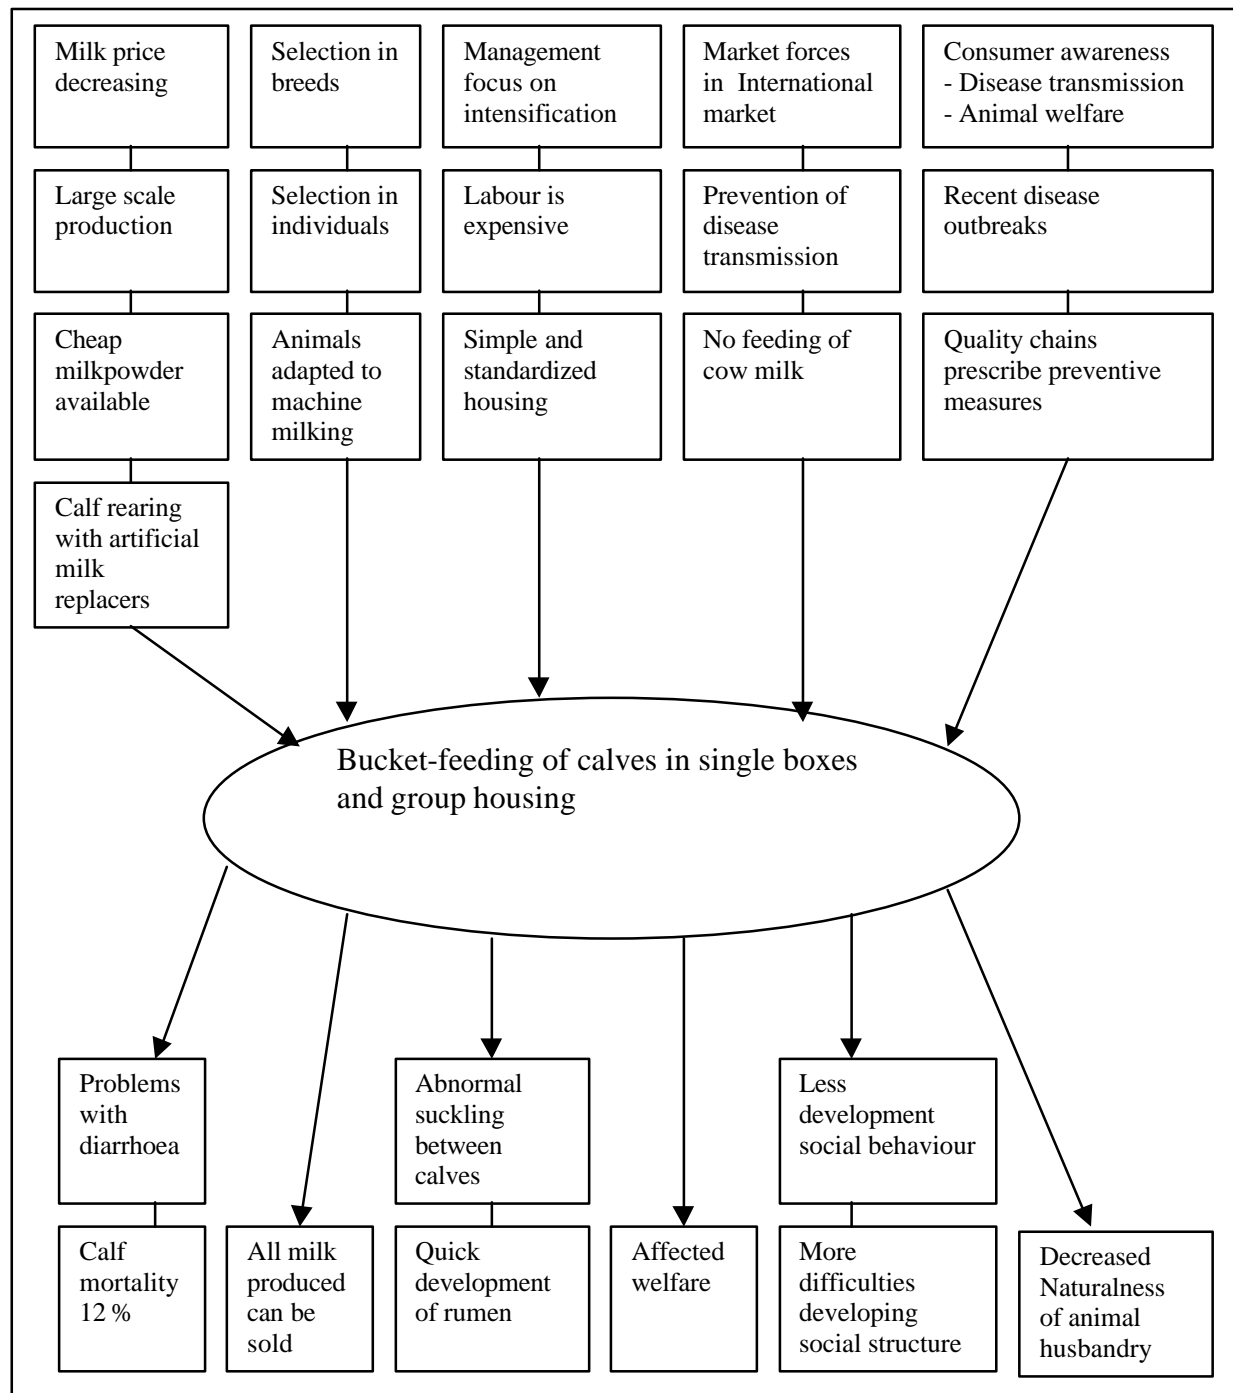 Milk price
decreasing
Selection in
breeds
Management
focus on
intensification
Market forces
in International
market
Consumer awareness
- Disease transmission
- Animal welfare
Large scale
production
Selection in
individuals
Labour is
expensive
Prevention of
disease
transmission
Recent disease
outbreaks
Cheap
milkpowder
available
Animals
adapted to
machine
milking
Simple and
standardized
housing
No feeding of
cow milk
Quality chains
prescribe preventive
measures
Calf rearing
with artificial
milk
replacers
Bucket-feeding of calves in single boxes
and group housing
Problems
with
diarrhoea
Abnormal
suckling
between
calves
Less
development
social behaviour
Calf
mortality
12 %
All milk
produced
can be
sold
Quick
development
of rumen
Affected
welfare
More
difficulties
developing
social structure
Decreased
Naturalness
of animal
husbandry